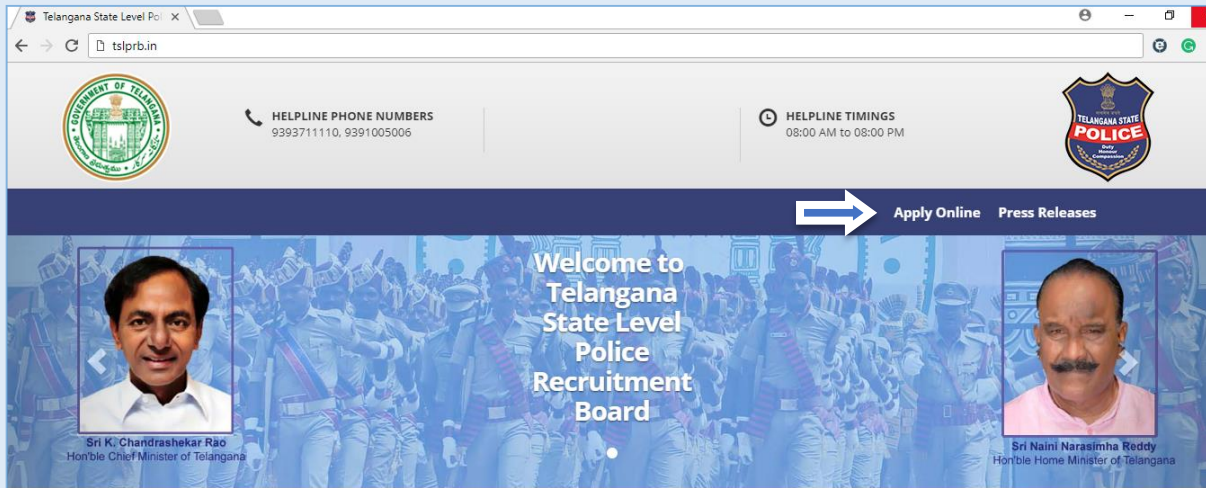 Telangana State Level Pol
tslprb.in
GOVERNMENT OF TELANGANA
HELPLINE PHONE NUMBERS
9393711110, 9391005006
HELPLINE TIMINGS
08:00 AM to 08:00 PM
TELANGANA STATE
POLICE
Duty
Honour
Compassion
Apply Online Press Releases
Welcome to
Telangana
State Level
Police
Recruitment
Board
Sri K. Chandrashekar Rao
Hon'ble Chief Minister of Telangana
Sri Naini Narasimha Reddy
Hon'ble Home Minister of Telangana